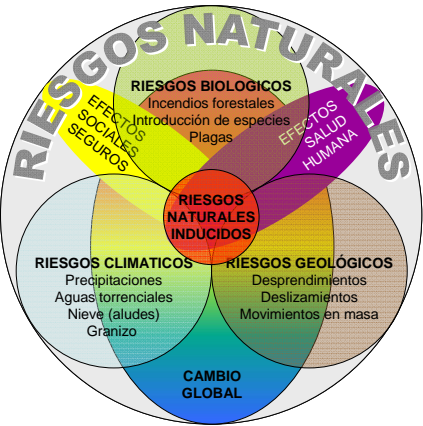 RIESGOS NATURALES
RIESGOS BIOLOGICOS
Incendios forestales
Introducción de especies
Plagas
EFECTOS
SOCIALES
SEGUROS
EFECTOS
SALUD
HUMANA
RIESGOS
NATURALES
INDUCIDOS
RIESGOS CLIMATICOS
Precipitaciones
Aguas torrenciales
Nieve (aludes)
Granizo
RIESGOS GEOLÓGICOS
Desprendimientos
Deslizamientos
Movimientos en masa
CAMBIO
GLOBAL